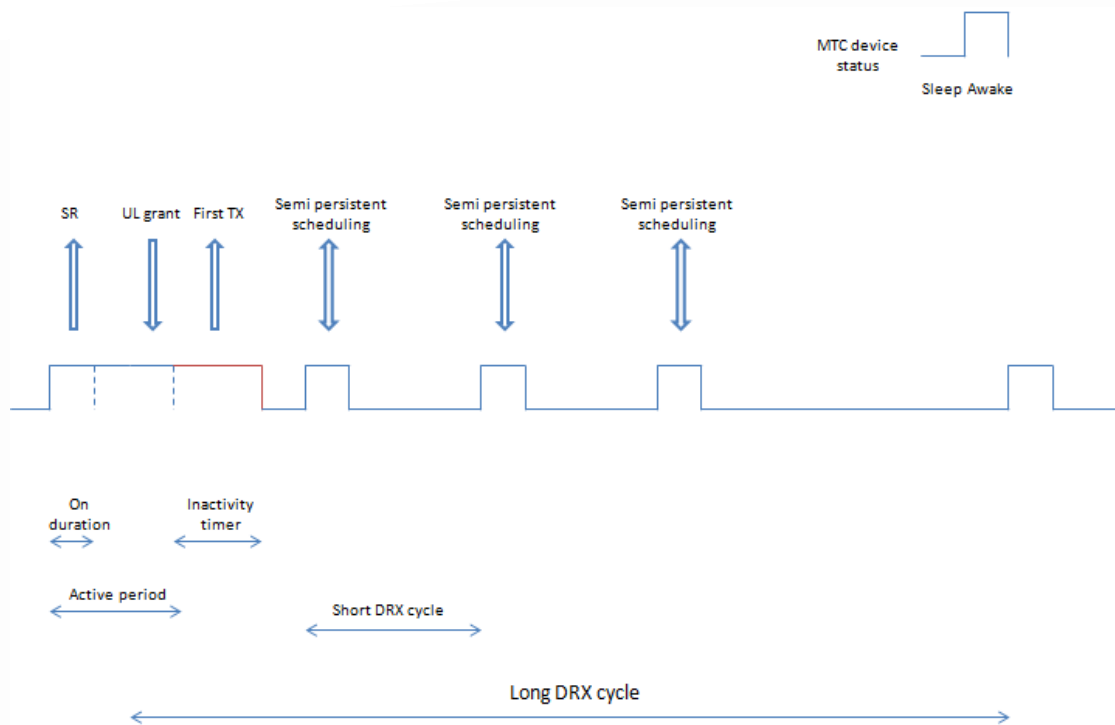 MTC device
status
Sleep Awake
SR
UL grant
First TX
Semi persistent
scheduling
Semi persistent
scheduling
Semi persistent
scheduling
On
duration
Inactivity
timer
Active period
Short DRX cycle
Long DRX cycle